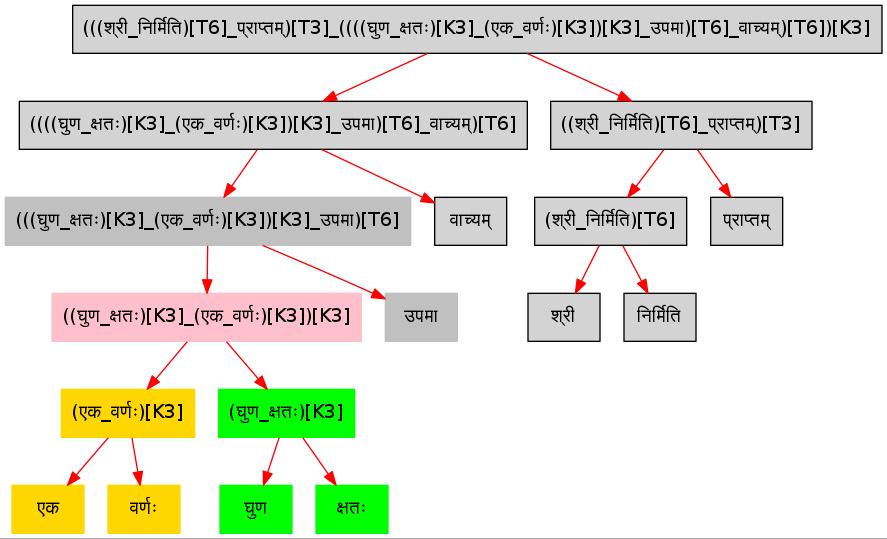 (((श्री_निर्मिति)[T6]_प्राप्तम्)[T3]_((((घुण_क्षतः)[K3]_(एक_वर्णः)[K3])[K3]_उपमा)[T6]_वाच्यम्)[T6])[K3]
((((घुण_क्षतः)[K3]_(एक_वर्णः)[K3])[K3]_उपमा)[T6]_वाच्यम्)[T6]
((श्री_निर्मिति)[T6]_प्राप्तम्)[T3]
(((घुण_क्षतः)[K3]_(एक_वर्णः)[K3])[K3]_उपमा)[T6]
वाच्यम्
(श्री_निर्मिति)[T6]
प्राप्तम्
((घुण_क्षतः)[K3]_(एक_वर्णः)[K3])[K3]
उपमा
श्री
निर्मिति
(एक_वर्णः)[K3]
(घुण_क्षतः)[K3]
एक
वर्णः
घुण
क्षतः